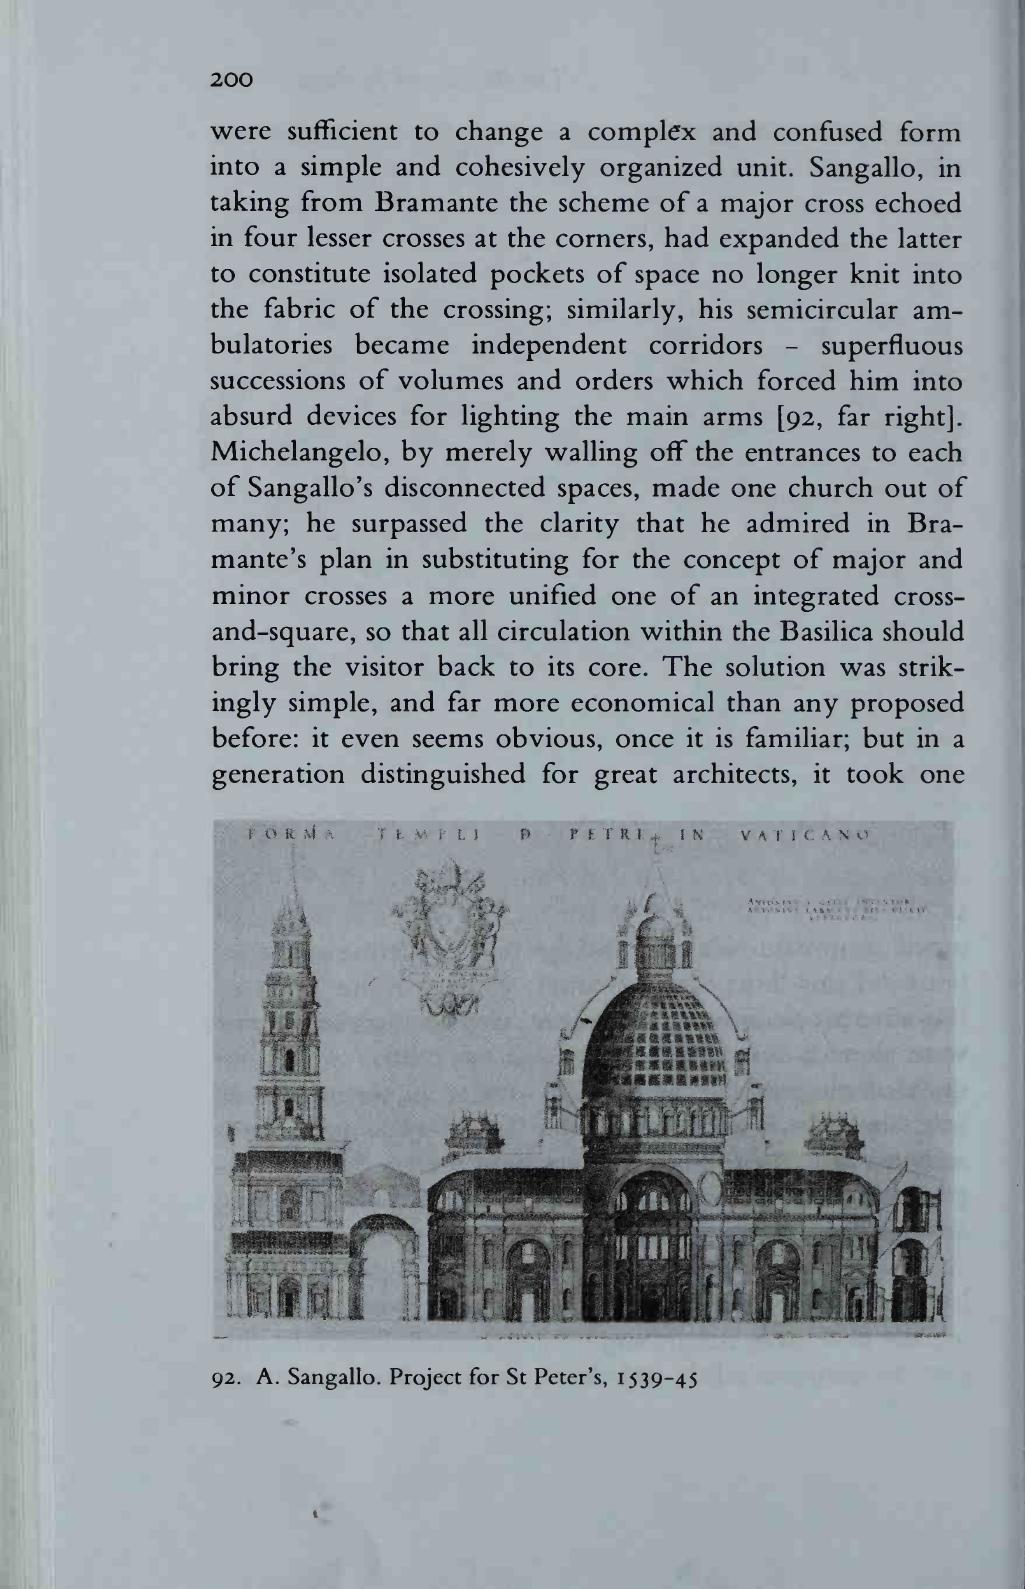 200
were sufficient to change a complex and confused form
into a simple and cohesively organized unit. Sangallo, in
taking from Bramante the scheme of a major cross echoed
in four lesser crosses at the corners, had expanded the latter
to constitute isolated pockets of space no longer knit into
the fabric of the crossing; similarly, his semicircular am-
bulatories became independent corridors – superfluous
successions of volumes and orders which forced him into
absurd devices for lighting the main arms [92, far right].
Michelangelo, by merely walling off the entrances to each
of Sangallo's disconnected spaces, made one church out of
many; he surpassed the clarity that he admired in Bra-
mante's plan in substituting for the concept of major and
minor crosses a more unified one of an integrated cross-
and-square, so that all circulation within the Basilica should
bring the visitor back to its core. The solution was strik-
ingly simple, and far more economical than any proposed
before: it even seems obvious, once it is familiar; but in a
generation distinguished for great architects, it took one
FORMA TEMPLI D PETRI IN VATICANO
92. A. Sangallo. Project for St Peter's, 1539-45